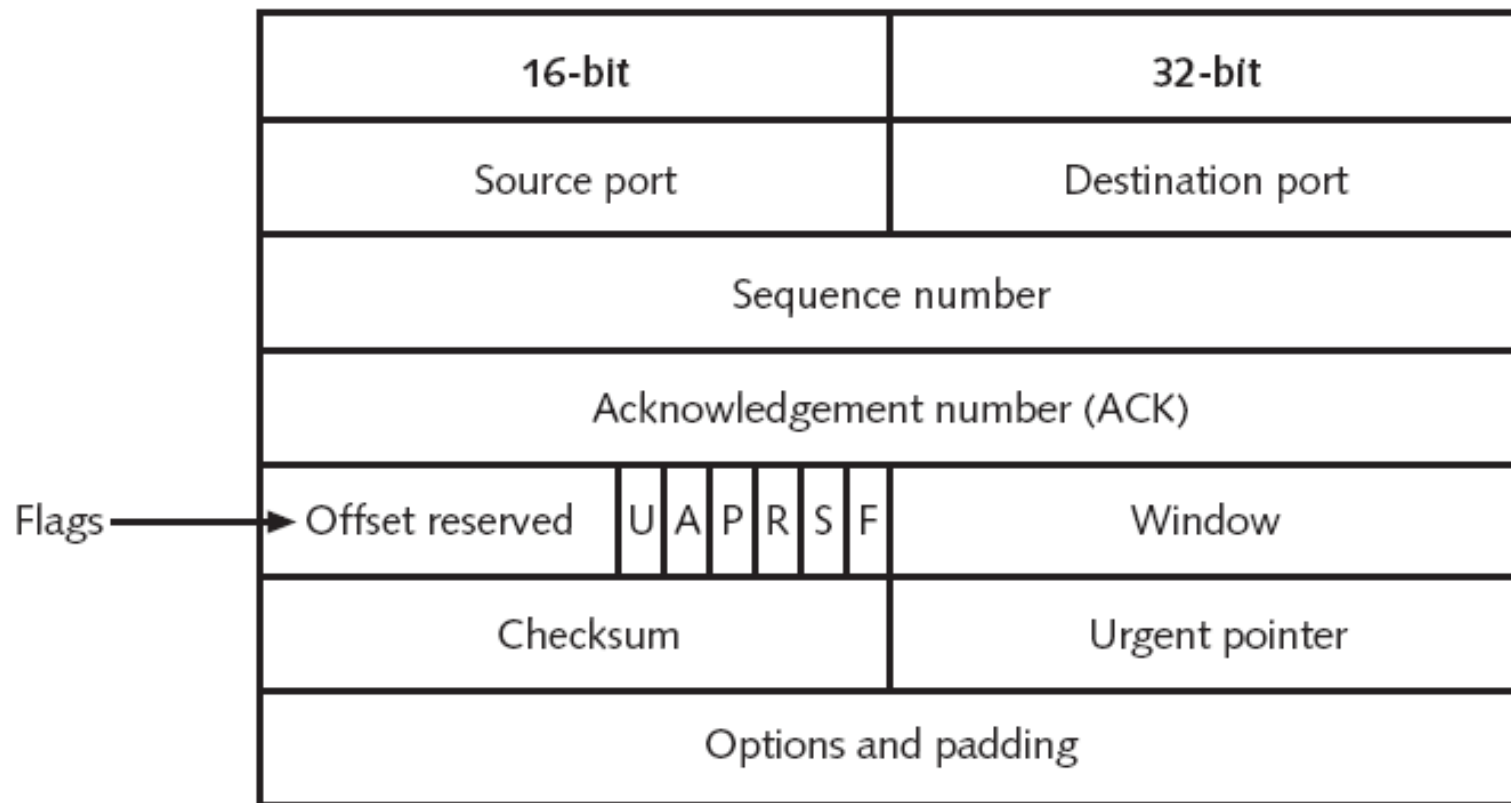 16-bit 32-bit
Source port Destination port
Sequence number
Acknowledgement number (ACK)
Flags Offset reserved U A P R S F Window
Checksum Urgent pointer
Options and padding